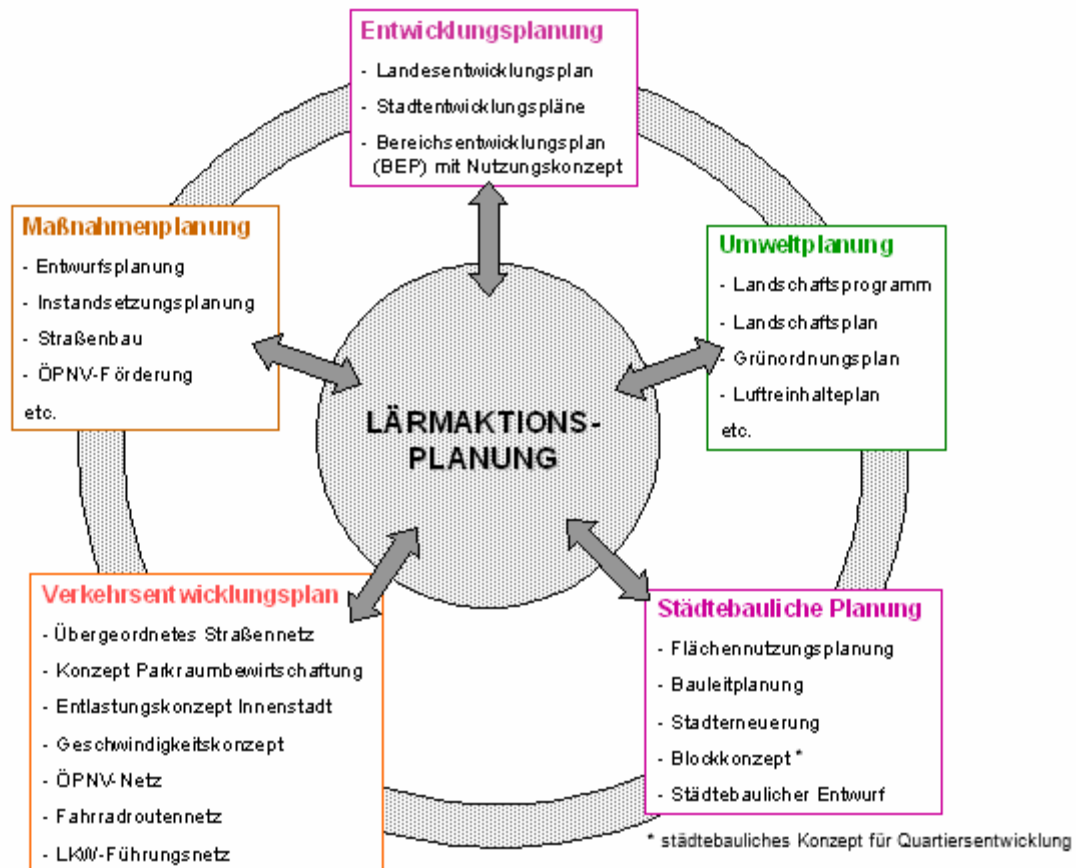 Entwicklungsplanung
- Landesentwicklungsplan
- Stadtentwicklungspläne
- Bereichsentwicklungsplan
(BEP) mit Nutzungskonzept
Maßnahmenplanung
- Entwurfsplanung
- Instandsetzungsplanung
- Straßenbau
- ÖPNV-Förderung
etc.
Umweltplanung
- Landschaftsprogramm
- Landschaftsplan
- Grünordnungsplan
- Luftreinhalteplan
etc.
LÄRMAKTIONS-
PLANUNG
Verkehrsentwicklungsplan
- Übergeordnetes Straßennetz
- Konzept Parkraumbewirtschaftung
- Entlastungskonzept Innenstadt
- Geschwindigkeitskonzept
- ÖPNV-Netz
- Fahrradroutennetz
- LKW-Führungsnetz
Städtebauliche Planung
- Flächennutzungsplanung
- Bauleitplanung
- Stadterneuerung
- Blockkonzept *
- Städtebaulicher Entwurf
* städtebauliches Konzept für Quartiersentwicklung